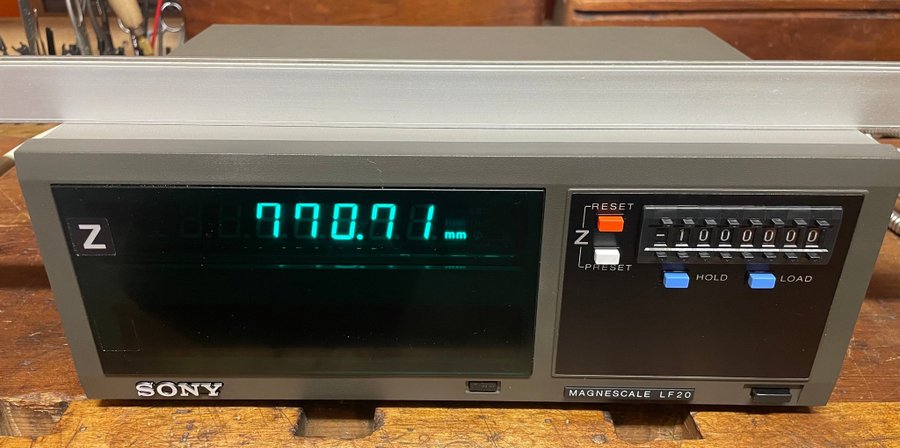 Z
770.71 mm
RESET
Z
PRESET
-1000000
HOLD
LOAD
SONY
MAGNESCALE LF20